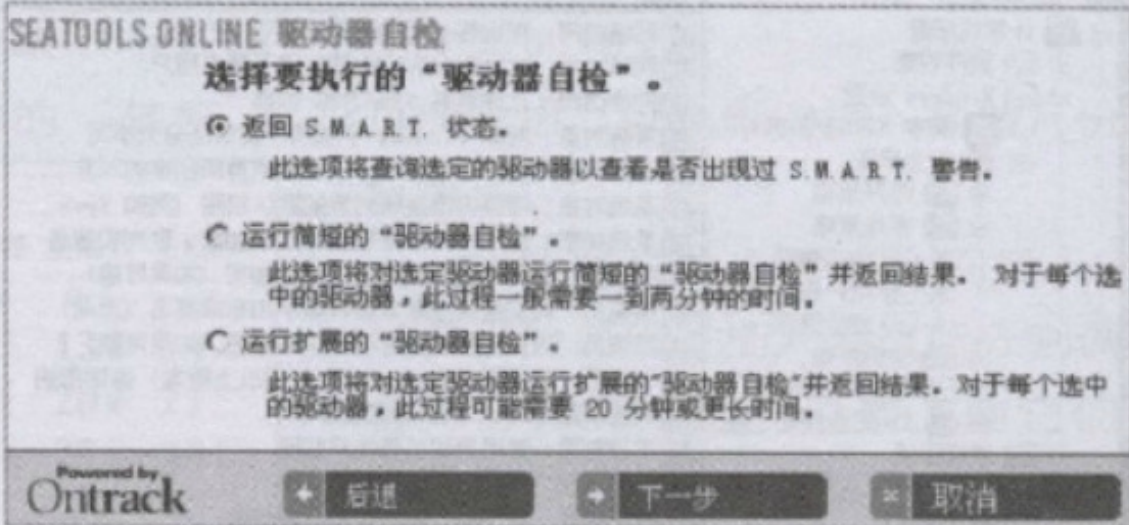 SEATOOLS ONLINE 驱动器自检
选择要执行的“驱动器自检”。
返回 S.M.A.R.T. 状态。
此选项将查询选定的驱动器以查看是否出现过 S.M.A.R.T. 警告。
运行简短的“驱动器自检”。
此选项将对选定驱动器运行简短的“驱动器自检”并返回结果。 对于每个选
中的驱动器，此过程一般需要一到两分钟的时间。
运行扩展的“驱动器自检”。
此选项将对选定驱动器运行扩展的“驱动器自检”并返回结果。对于每个选中
的驱动器，此过程可能需要 20 分钟或更长时间。
Powered by
Ontrack
后退
下一步
取消